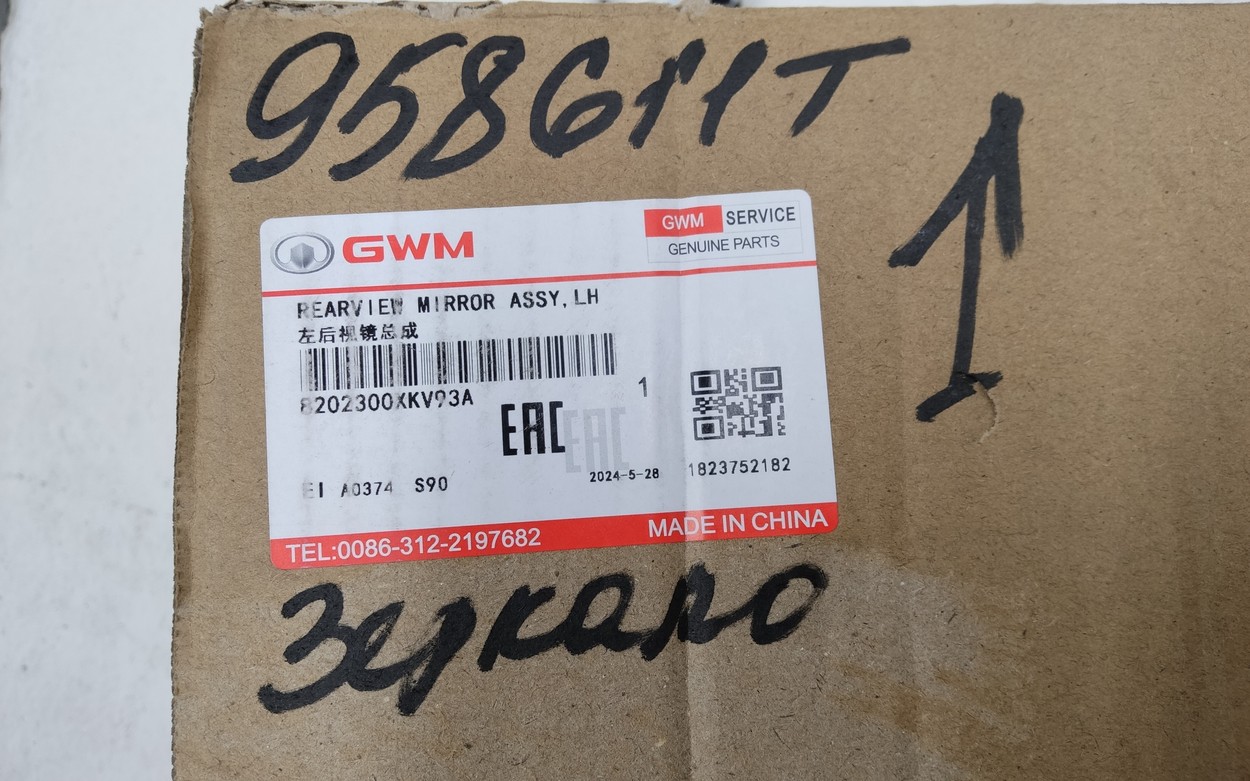 958611T
GWM
GWM SERVICE
GENUINE PARTS
REARVIEW MIRROR ASSY,LH
左后视镜总成
8202300XKV93A
1
EAC EAC
2024-5-28
1823752182
EI A0374 S90
TEL:0086-312-2197682
MADE IN CHINA
Зеркало